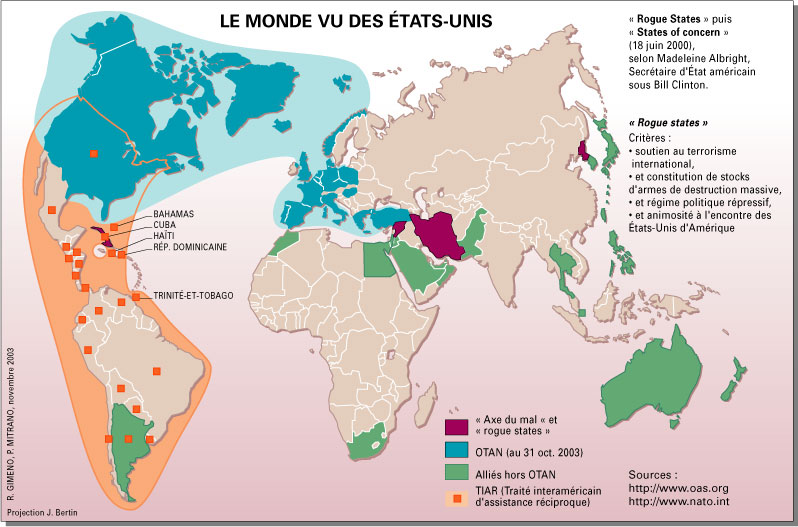 LE MONDE VU DES ÉTATS-UNIS
« Rogue States » puis
« States of concern »
(18 juin 2000),
selon Madeleine Albright,
Secrétaire d'État américain
sous Bill Clinton.
« Rogue states »
Critères :
• soutien au terrorisme
international,
• et constitution de stocks
d'armes de destruction massive,
• et régime politique répressif,
• et animosité à l'encontre des
États-Unis d'Amérique
BAHAMAS
CUBA
HAÏTI
RÉP. DOMINICAINE
TRINITÉ-ET-TOBAGO
« Axe du mal « et
« rogue states »
OTAN (au 31 oct. 2003)
Alliés hors OTAN
TIAR (Traité interaméricain
d'assistance réciproque)
Sources :
http://www.oas.org
http://www.nato.int
R. GIMENO, P. MITRANO, novembre 2003
Projection J. Bertin